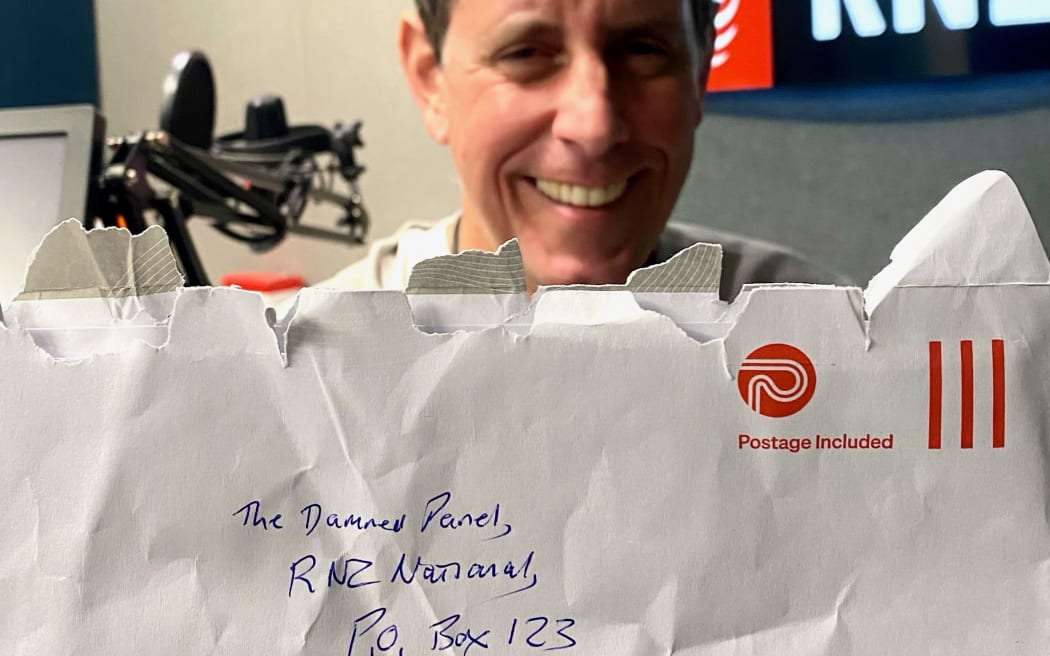 RNZ
Postage Included
The Damned Panel,
RNZ National,
P.O. Box 123